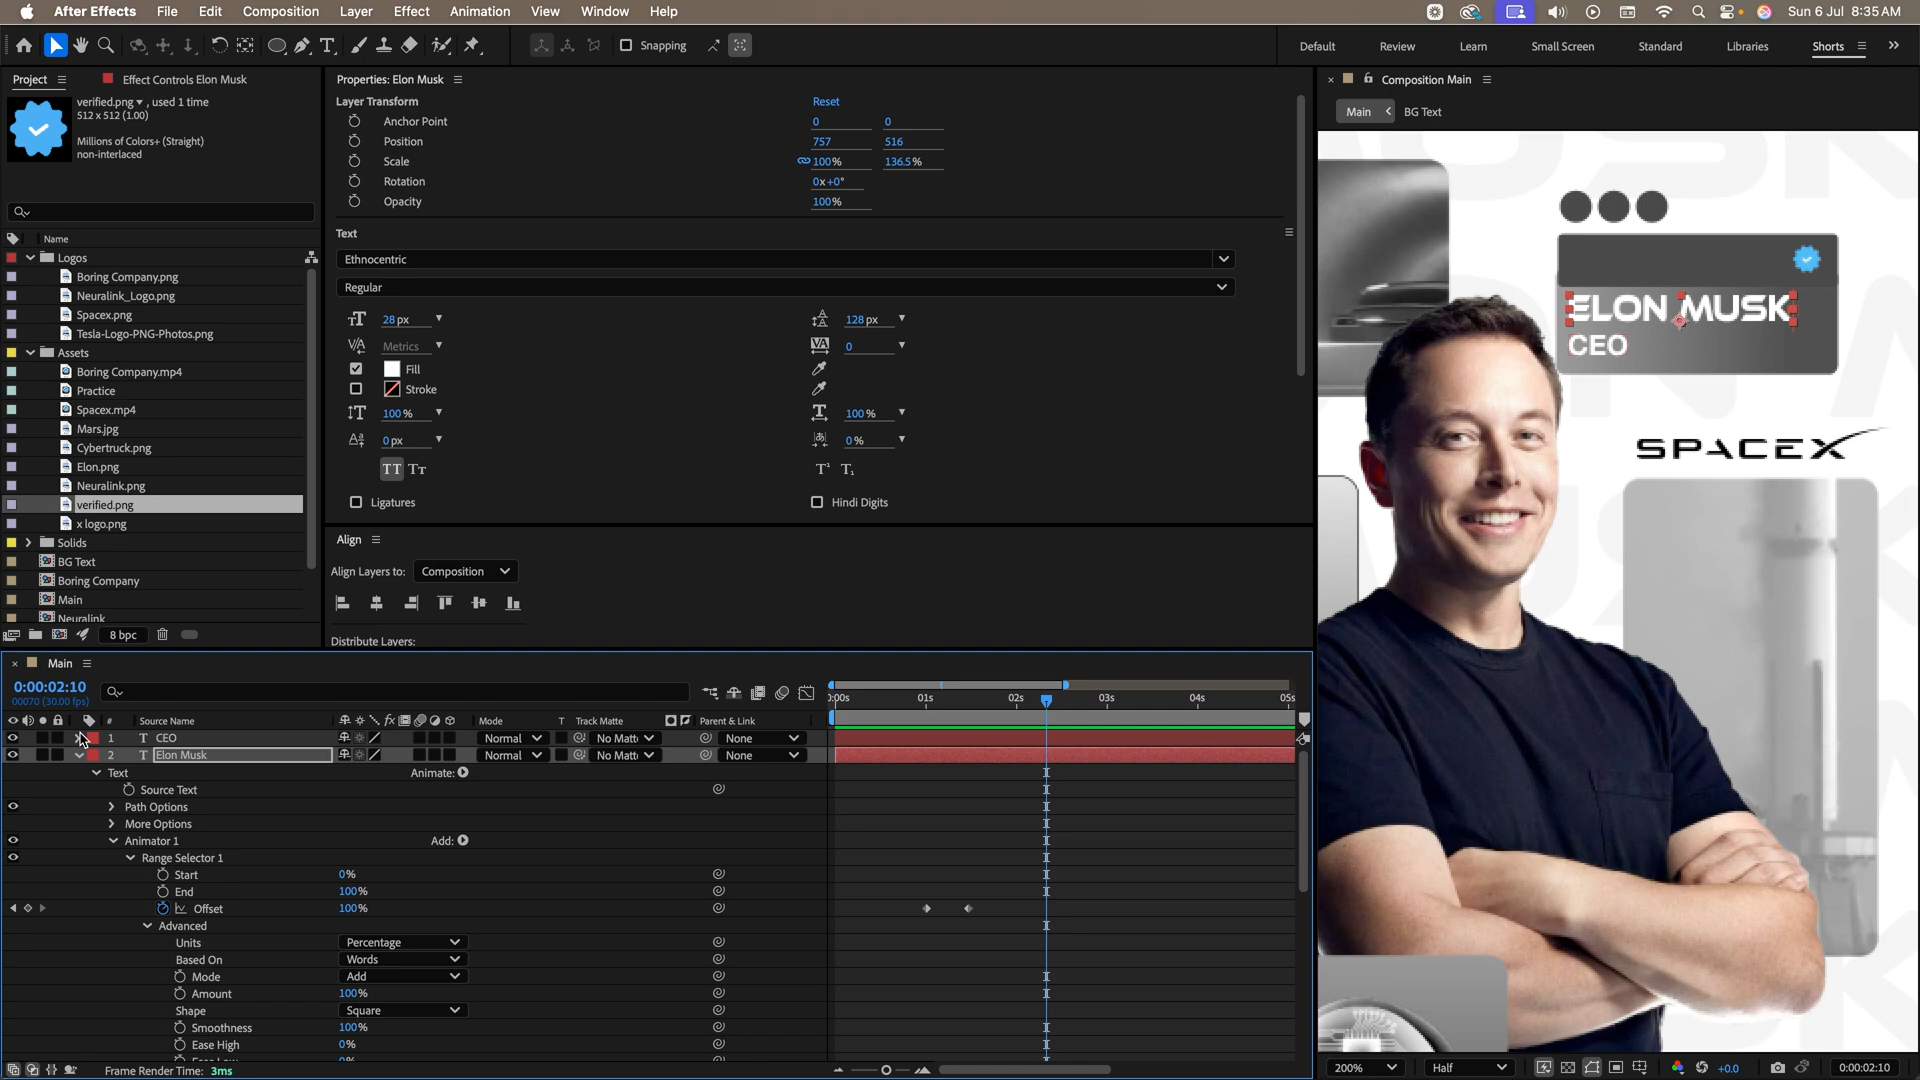 After Effects File Edit Composition Layer Effect Animation View Window Help Sun 6 Jul 8:35 AM
Snapping Default Review Learn Small Screen Standard Libraries Shorts
Project Effect Controls Elon Musk
verified.png, used 1 time
512 x 512 (1.00)
Millions of Colors+ (Straight)
non-interlaced
Name
Logos
Boring Company.png
Neuralink_Logo.png
Spacex.png
Tesla-Logo-PNG-Photos.png
Assets
Boring Company.mp4
Practice
Spacex.mp4
Mars.jpg
Cybertruck.png
Elon.png
Neuralink.png
verified.png
x logo.png
Solids
BG Text
Boring Company
Main
Neuralink
8 bpc
Properties: Elon Musk
Layer Transform Reset
Anchor Point 0 0
Position 757 516
Scale 100% 136.5%
Rotation 0x+0°
Opacity 100%
Text
Ethnocentric
Regular
28 px 128 px
Metrics 0
Fill
Stroke
100 % 100 %
0 px 0 %
TT Tт T¹ T₁
Ligatures Hindi Digits
Align
Align Layers to: Composition
Distribute Layers:
Composition Main
Main BG Text
ELON MUSK
CEO
SPACEX
200% Half +0.0 0:00:02:10
Main
0:00:02:10
00070 (30.00 fps)
0:00s 01s 02s 03s 04s 05s
# Source Name fx Mode T Track Matte Parent & Link
1 T CEO Normal No Matte None
2 T Elon Musk Normal No Matte None
Text Animate:
Source Text
Path Options
More Options
Animator 1 Add:
Range Selector 1
Start 0%
End 100%
Offset 100%
Advanced
Units Percentage
Based On Words
Mode Add
Amount 100%
Shape Square
Smoothness 100%
Ease High 0%
Frame Render Time: 3ms